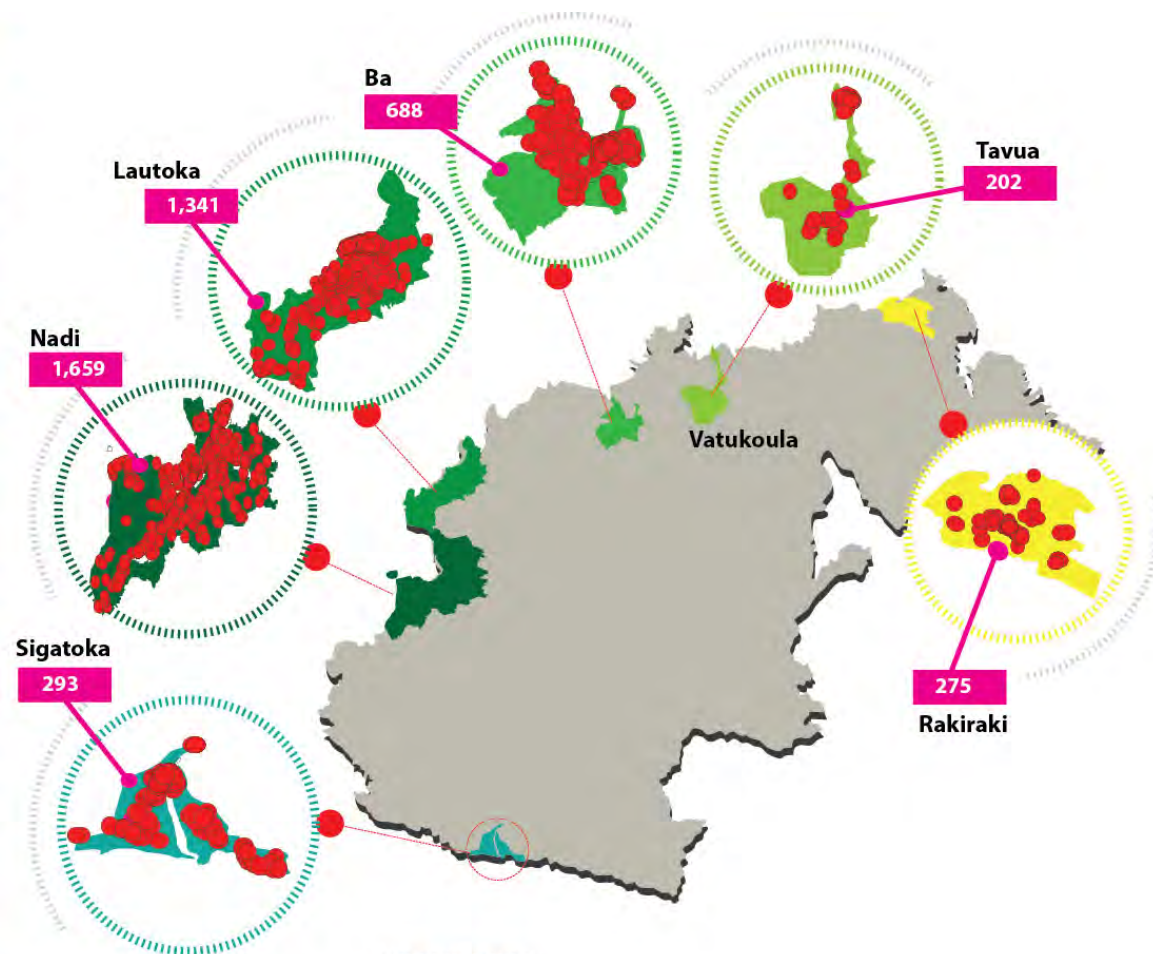 Ba
688
Tavua
202
Lautoka
1,341
Nadi
1,659
Vatukoula
Sigatoka
293
275
Rakiraki